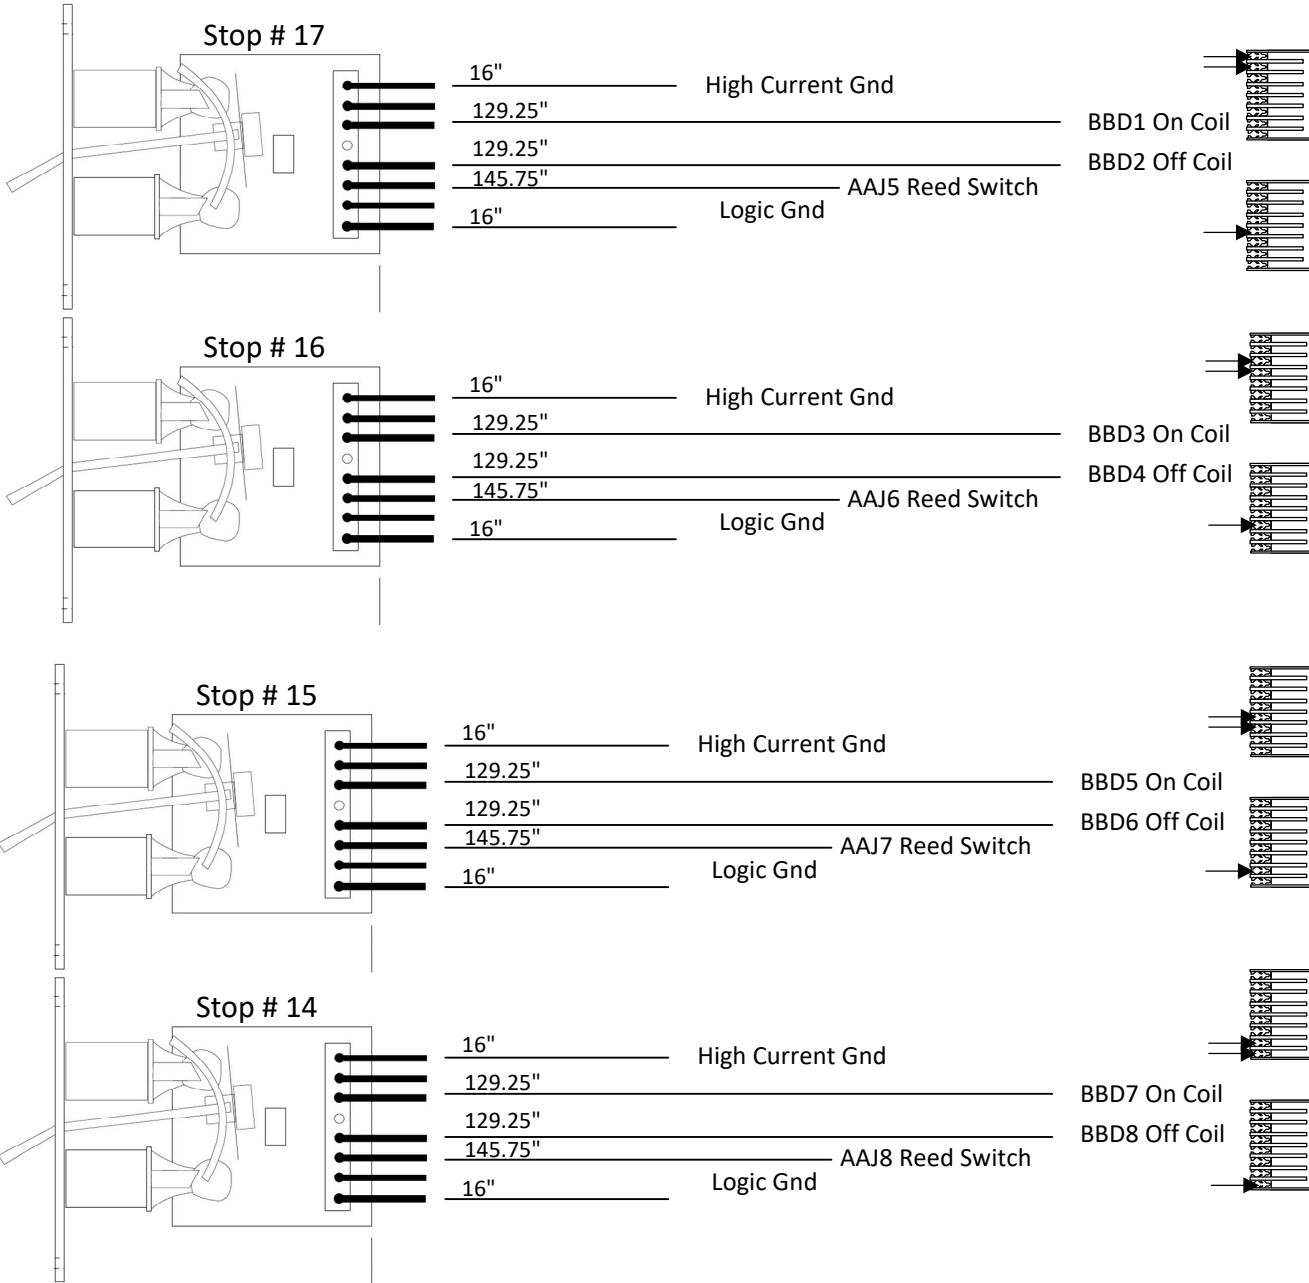 Stop # 17
16"
High Current Gnd
129.25"
BBD1 On Coil
129.25"
BBD2 Off Coil
145.75"
AAJ5 Reed Switch
Logic Gnd
16"
Stop # 16
16"
High Current Gnd
129.25"
BBD3 On Coil
129.25"
BBD4 Off Coil
145.75"
AAJ6 Reed Switch
Logic Gnd
16"
Stop # 15
16"
High Current Gnd
129.25"
BBD5 On Coil
129.25"
BBD6 Off Coil
145.75"
AAJ7 Reed Switch
Logic Gnd
16"
Stop # 14
16"
High Current Gnd
129.25"
BBD7 On Coil
129.25"
BBD8 Off Coil
145.75"
AAJ8 Reed Switch
Logic Gnd
16"